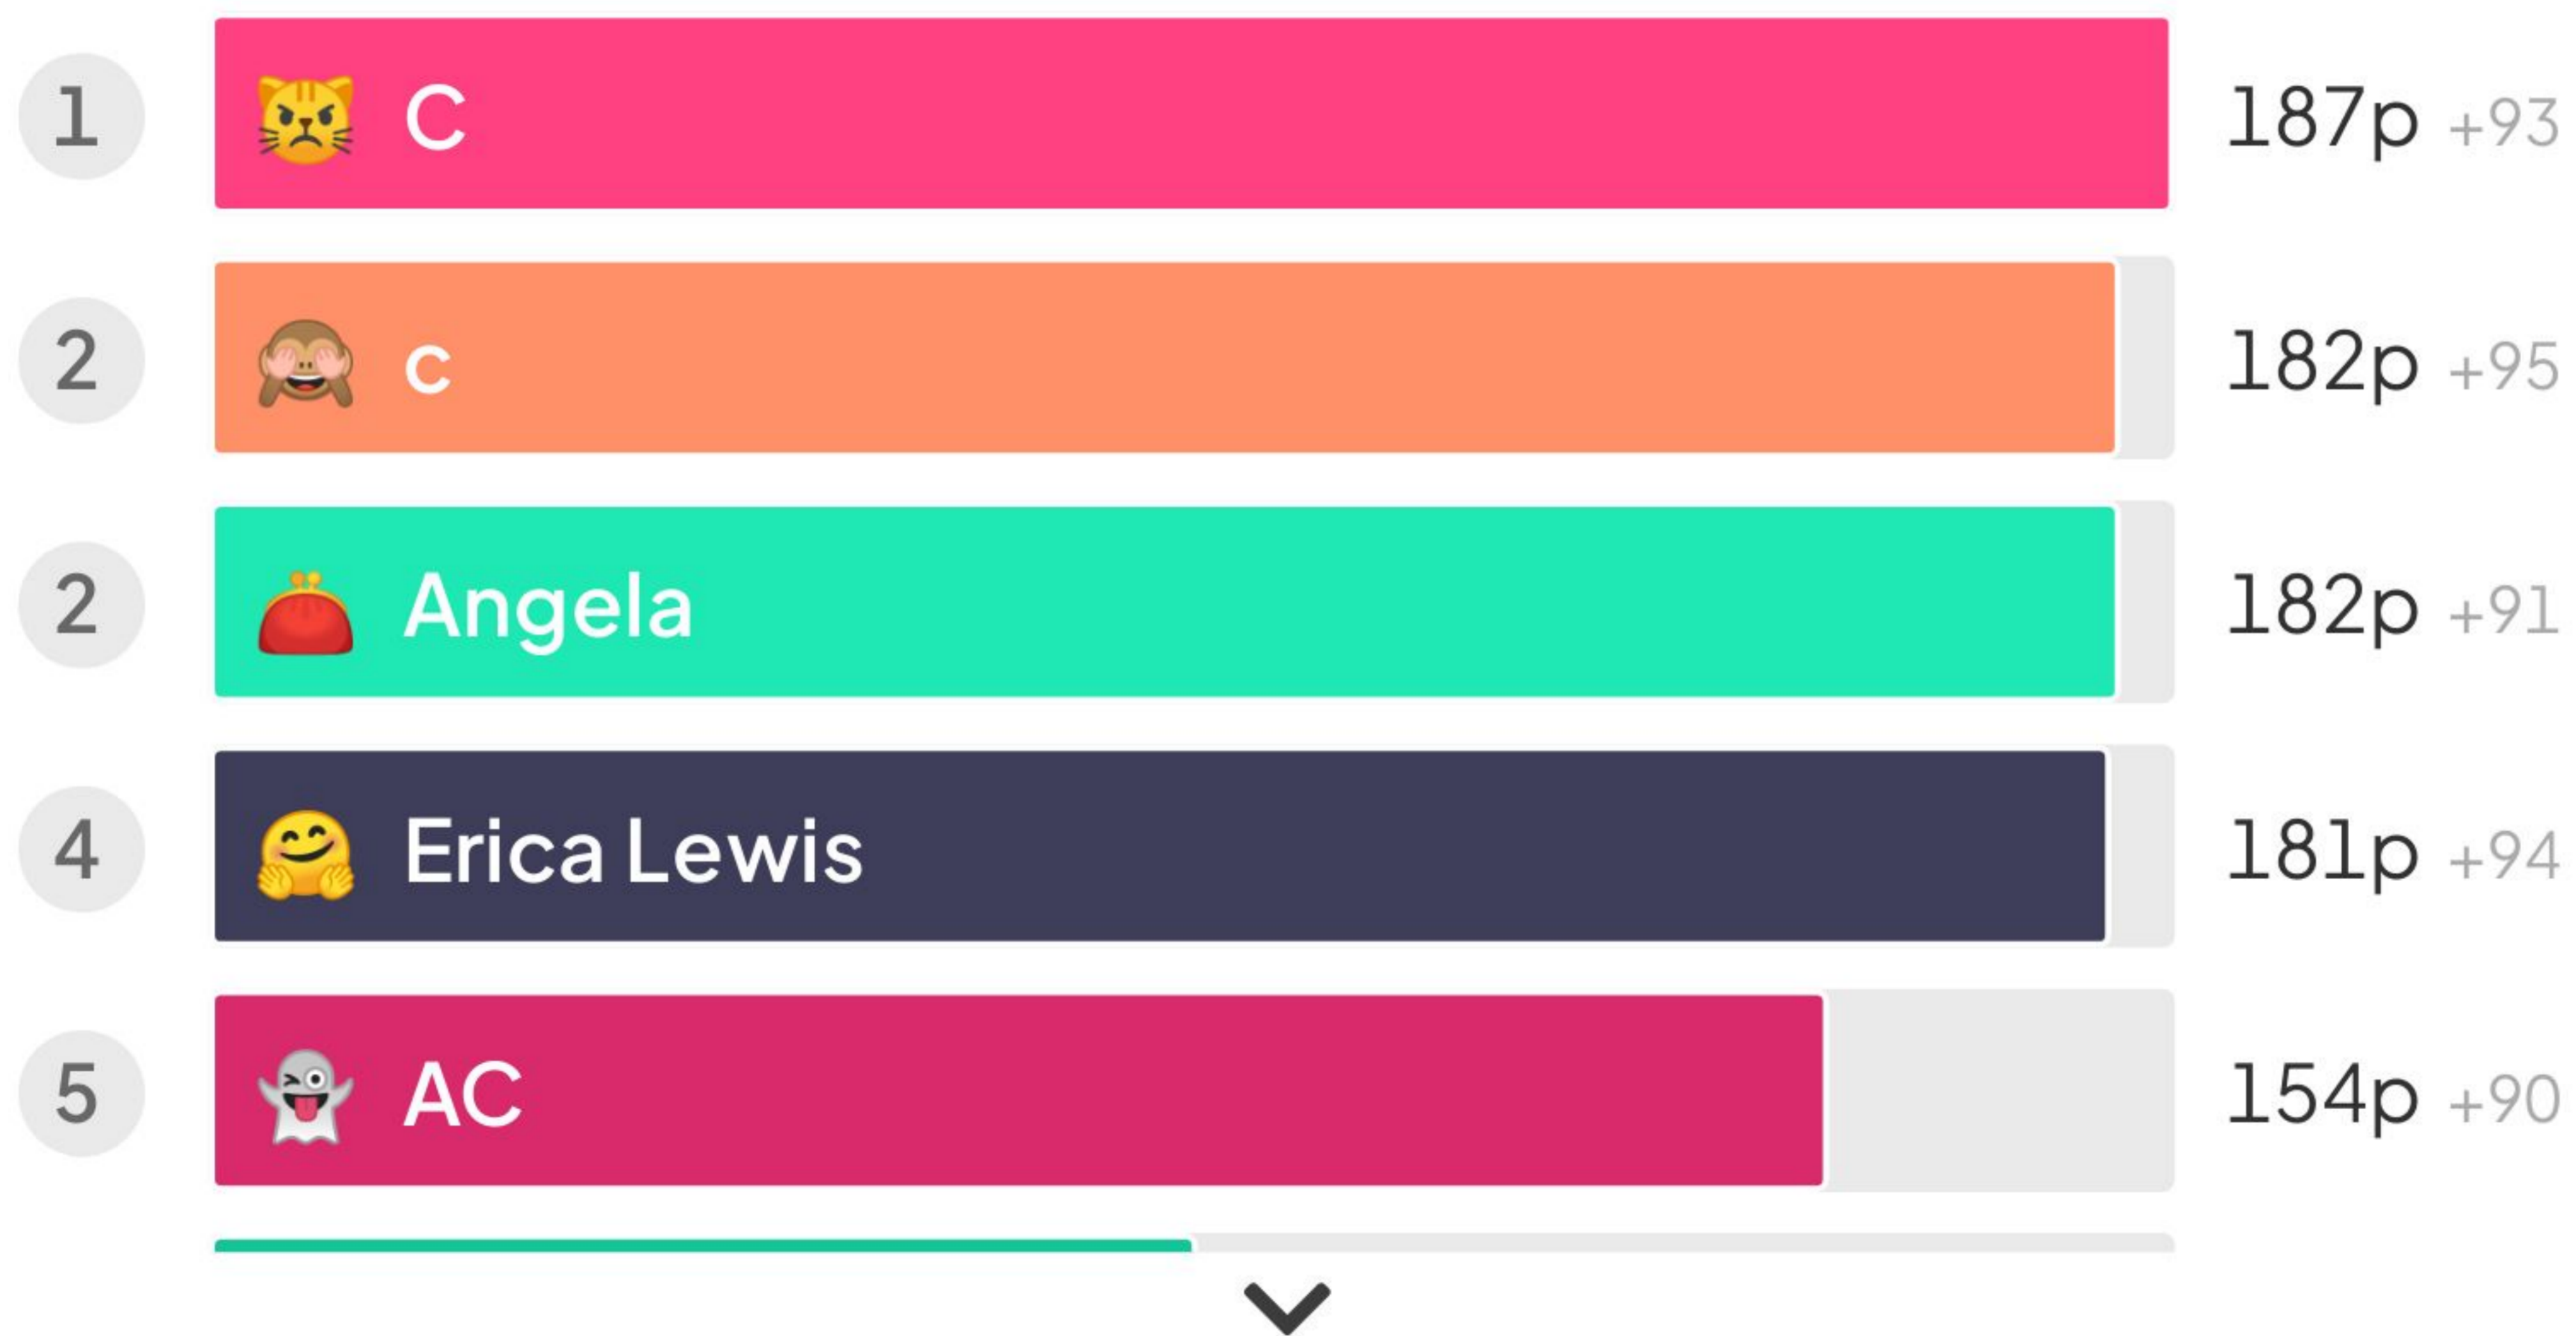 1 C 187p +93
2 c 182p +95
2 Angela 182p +91
4 Erica Lewis 181p +94
5 AC 154p +90